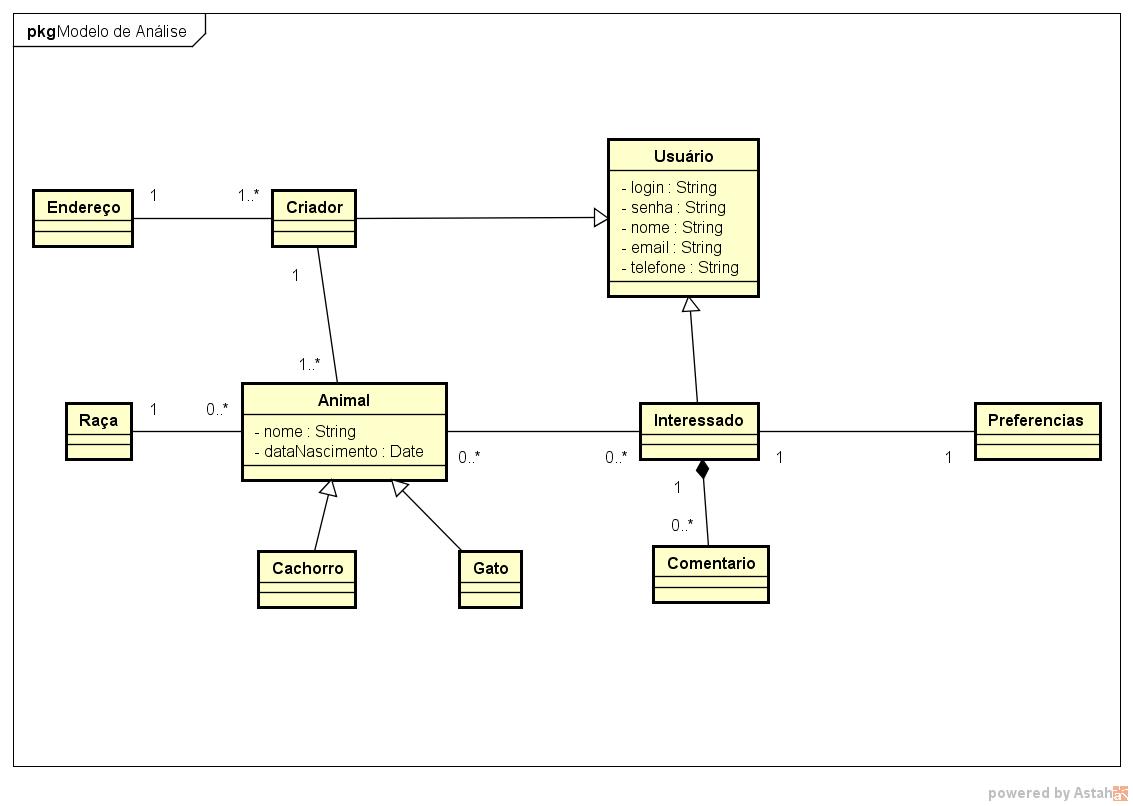 pkgModelo de Análise
Usuário
- login : String
- senha : String
- nome : String
- email : String
- telefone : String
Endereço
1
1..*
Criador
1
1..*
Animal
- nome : String
- dataNascimento : Date
Raça
1
0..*
0..*
0..*
Interessado
1
1
Preferencias
1
0..*
Cachorro
Gato
Comentario
powered by Astah